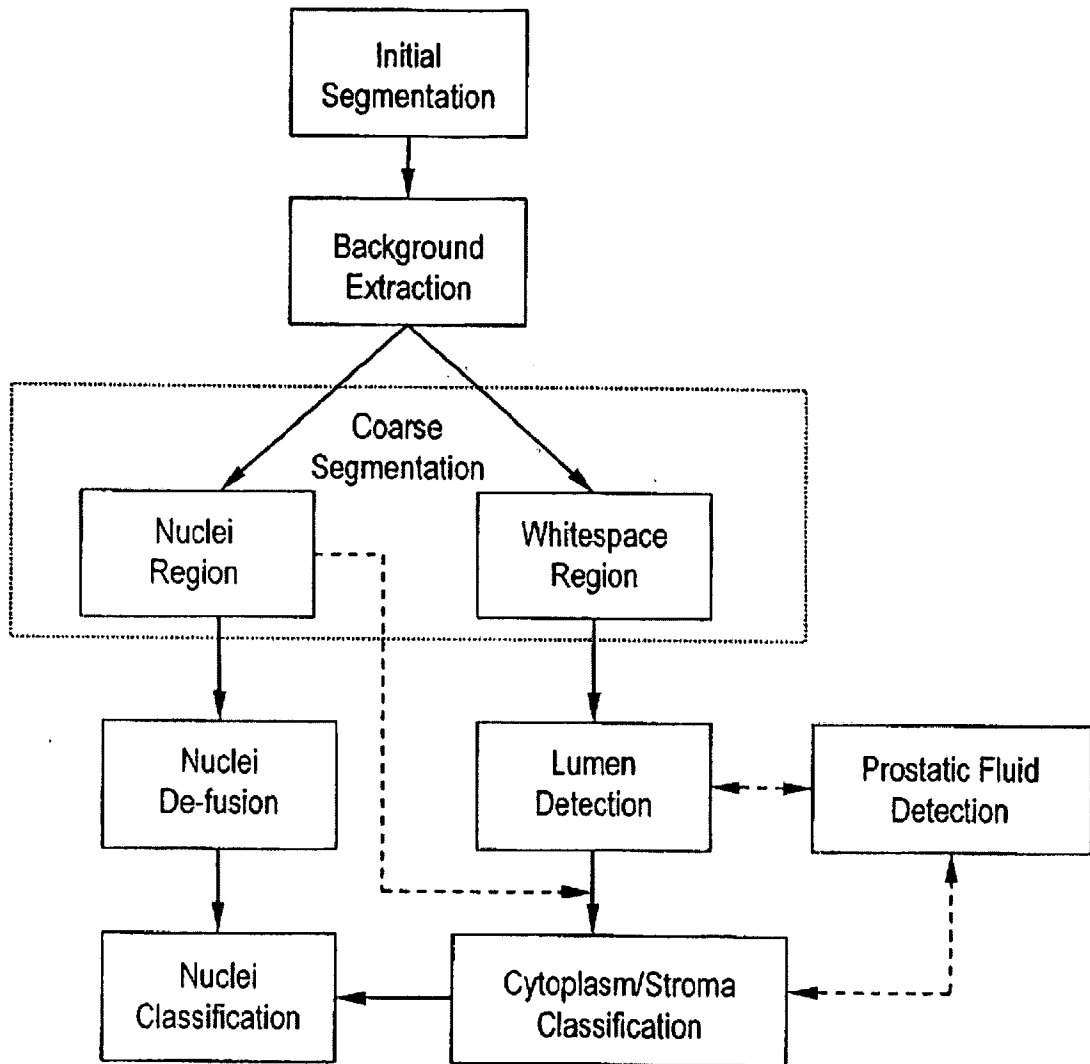 Initial
Segmentation
Background
Extraction
Coarse
Segmentation
Nuclei
Region
Whitespace
Region
Nuclei
De-fusion
Lumen
Detection
Prostatic Fluid
Detection
Nuclei
Classification
Cytoplasm/Stroma
Classification